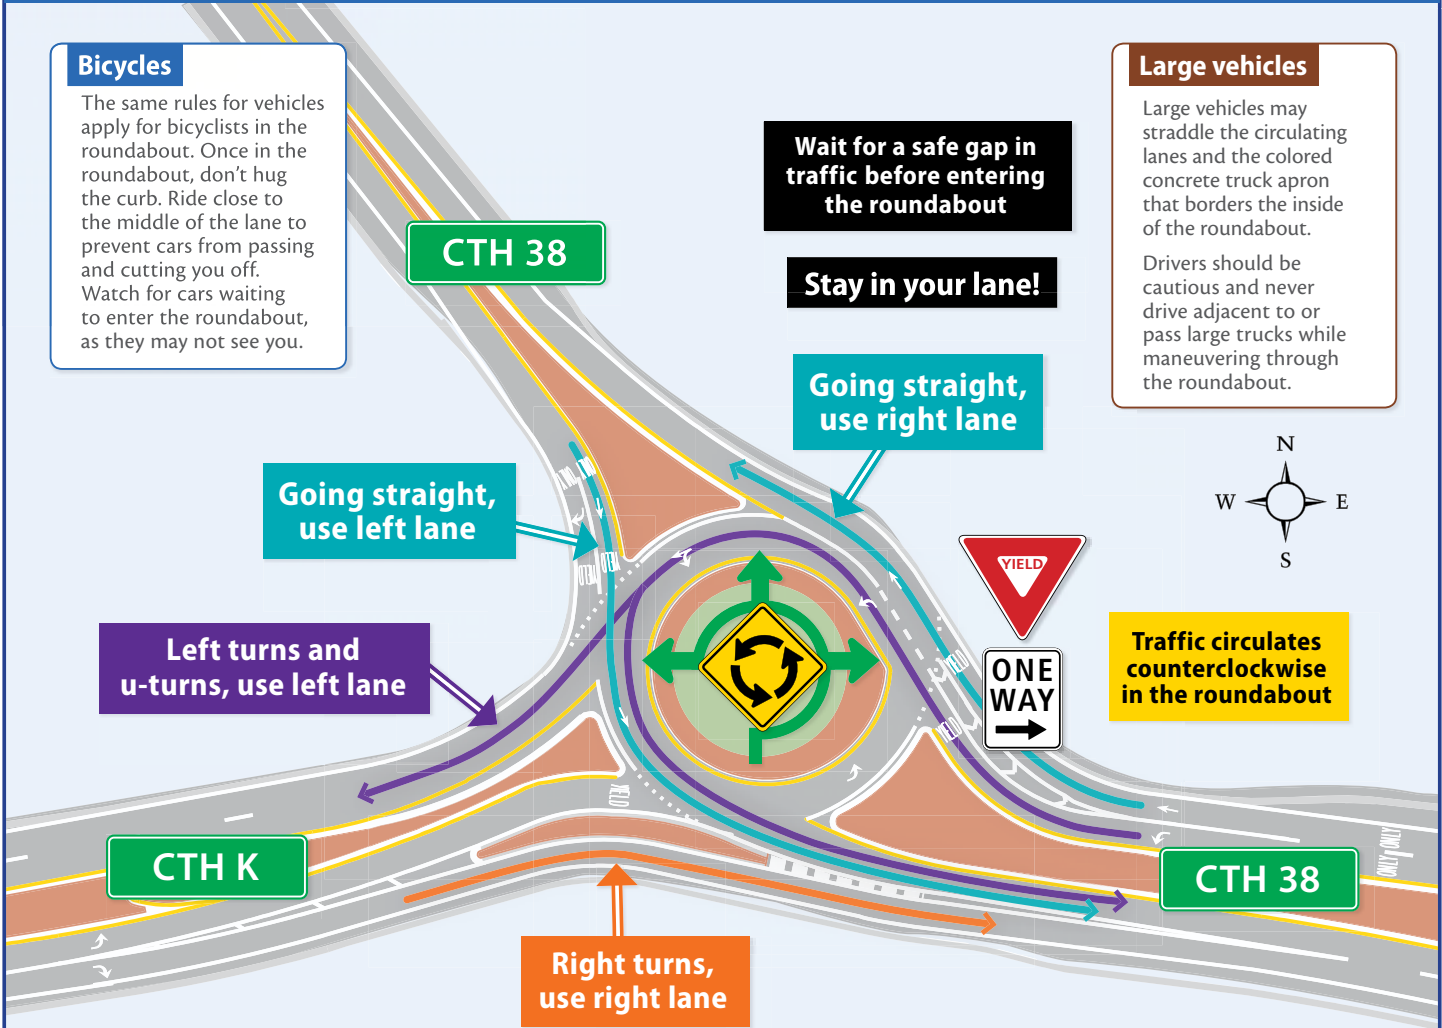 Bicycles
The same rules for vehicles
apply for bicyclists in the
roundabout. Once in the
roundabout, don't hug
the curb. Ride close to
the middle of the lane to
prevent cars from passing
and cutting you off.
Watch for cars waiting
to enter the roundabout,
as they may not see you.
Large vehicles
Large vehicles may
straddle the circulating
lanes and the colored
concrete truck apron
that borders the inside
of the roundabout.
Drivers should be
cautious and never
drive adjacent to or
pass large trucks while
maneuvering through
the roundabout.
Wait for a safe gap in
traffic before entering
the roundabout
Stay in your lane!
CTH 38
Going straight,
use right lane
Going straight,
use left lane
N
W
E
S
YIELD
ONE
WAY
Traffic circulates
counterclockwise
in the roundabout
Left turns and
u-turns, use left lane
YIELD
YIELD
YIELD
YIELD
YIELD
CTH K
CTH 38
ONLY
ONLY
Right turns,
use right lane